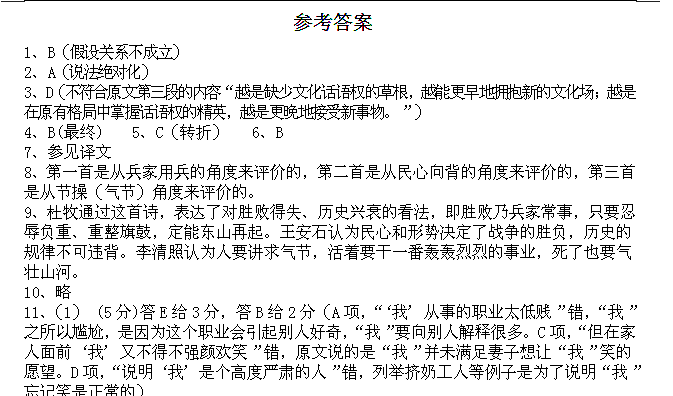 参考答案
1、B（假设关系不成立）
2、A（说法绝对化）
3、D（不符合原文第三段的内容“越是缺少文化话语权的草根，越能更早地拥抱新的文化场；越是
在原有格局中掌握话语权的精英，越是更晚地接受新事物。”）
4、B(最终)　5、C（转折）　6、B
7、参见译文
8、第一首是从兵家用兵的角度来评价的，第二首是从民心向背的角度来评价的，第三首
是从节操（气节）角度来评价的。
9、杜牧通过这首诗，表达了对胜败得失、历史兴衰的看法，即胜败乃兵家常事，只要忍
辱负重、重整旗鼓，定能东山再起。王安石认为民心和形势决定了战争的胜负，历史的
规律不可违背。李清照认为人要讲求气节，活着要干一番轰轰烈烈的事业，死了也要气
壮山河。
10、略
11、(1) (5分)答E给3分，答B给2分（A项，“‘我’从事的职业太低贱”错，“我”
之所以尴尬，是因为这个职业会引起别人好奇，“我”要向别人解释很多。C项，“但在家
人面前‘我’又不得不强颜欢笑”错，原文说的是“我”并未满足妻子想让“我”笑的
愿望。D项，“说明‘我’是个高度严肃的人”错，列举挤奶工人等例子是为了说明“我”
忘记笑是正常的）